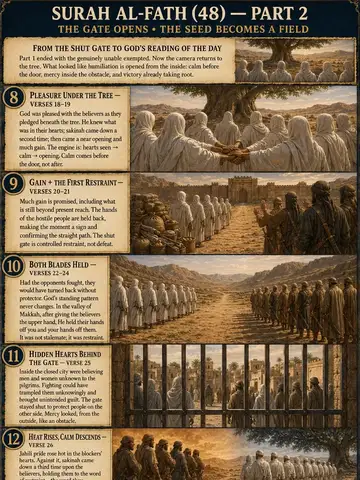 SURAH AL-FATH (48) — PART 2
THE GATE OPENS • THE SEED BECOMES A FIELD
FROM THE SHUT GATE TO GOD'S READING OF THE DAY
Part 1 ended with the genuinely unable exempted. Now the camera returns
to the road. What looked like humiliation is opened from the inside: calm before
the door, mercy inside the obstacle, and victory already taking root.
8
PLEASURE UNDER THE TREE —
VERSES 18–19
God was pleased with the believers as they
pledged beneath the tree. He knew what
was in their hearts; sakinah came down a
second time; then came a near opening and
much gain. The engine: hearts seen →
calm → opening. Calm comes before
the door, not after.
9
GAIN + THE FIRST RESTRAINT —
VERSES 20–21
Much gain is promised, including what
is still beyond present reach. The hands
of the hostile people are held back,
making the moment a sign and
confirming the straight path. The shut
gate is controlled restraint, not defeat.
10
BOTH BLADES HELD —
VERSES 22–24
Had the opponents fought, they
would have turned back without
protector. God's standing pattern
never changes. In the valley of
Makkah, after giving the believers
the upper hand, He held their hands
off you and your hands off them.
It was not stalemate; it was restraint.
11
HIDDEN HEARTS BEHIND
THE GATE — VERSE 25
Inside the closed city were believing
men and women unknown to the
pilgrims. Fighting could have
trampled them unknowingly and
brought unintended guilt. The gate
stayed shut to protect people on the
other side. Mercy looked, from the
outside, like an obstacle.
12
HEAT RISES, CALM DESCENDS —
VERSE 26
Jahili pride rose hot in the blockers'
hearts. Against it, sakinah came
down a third time upon the
believers, holding them to the word